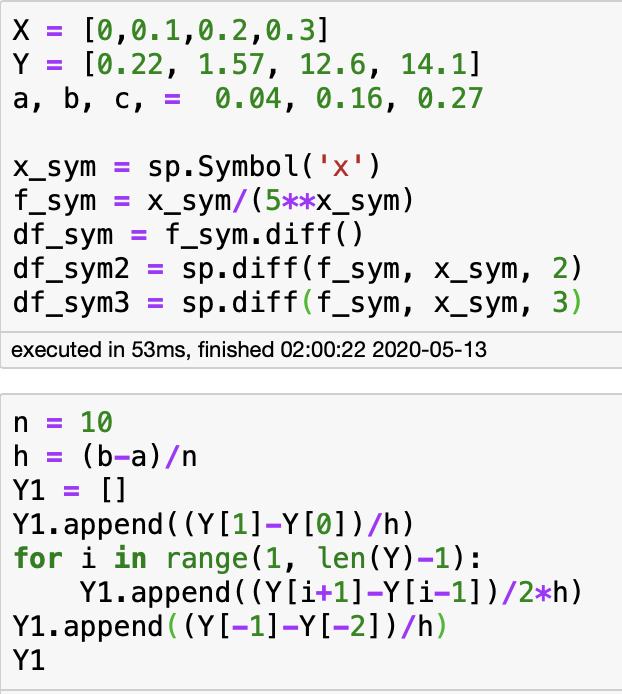 X = [0,0.1,0.2,0.3]
Y = [0.22, 1.57, 12.6, 14.1]
a, b, c, =  0.04, 0.16, 0.27
x_sym = sp.Symbol('x')
f_sym = x_sym/(5**x_sym)
df_sym = f_sym.diff()
df_sym2 = sp.diff(f_sym, x_sym, 2)
df_sym3 = sp.diff(f_sym, x_sym, 3)
executed in 53ms, finished 02:00:22 2020-05-13
n = 10
h = (b-a)/n
Y1 = []
Y1.append((Y[1]-Y[0])/h)
for i in range(1, len(Y)-1):
    Y1.append((Y[i+1]-Y[i-1])/2*h)
Y1.append((Y[-1]-Y[-2])/h)
Y1